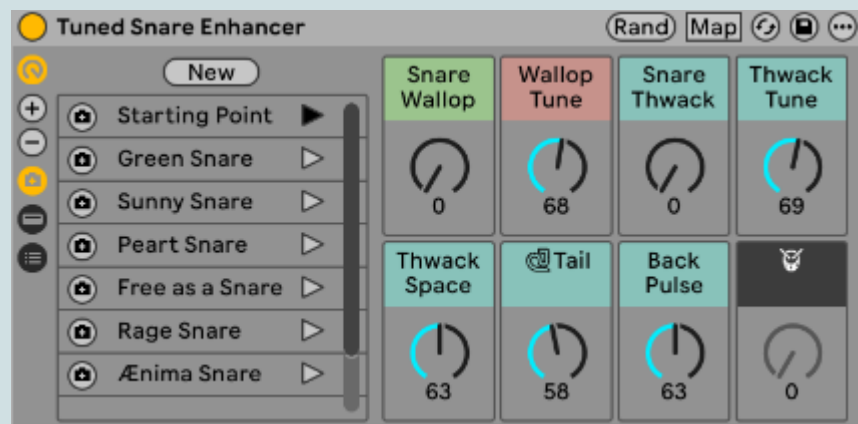 Tuned Snare Enhancer
Rand
Map
New
Starting Point
Green Snare
Sunny Snare
Peart Snare
Free as a Snare
Rage Snare
Ænima Snare
Snare
Wallop
0
Wallop
Tune
68
Snare
Thwack
0
Thwack
Tune
69
Thwack
Space
63
Tail
58
Back
Pulse
63
0